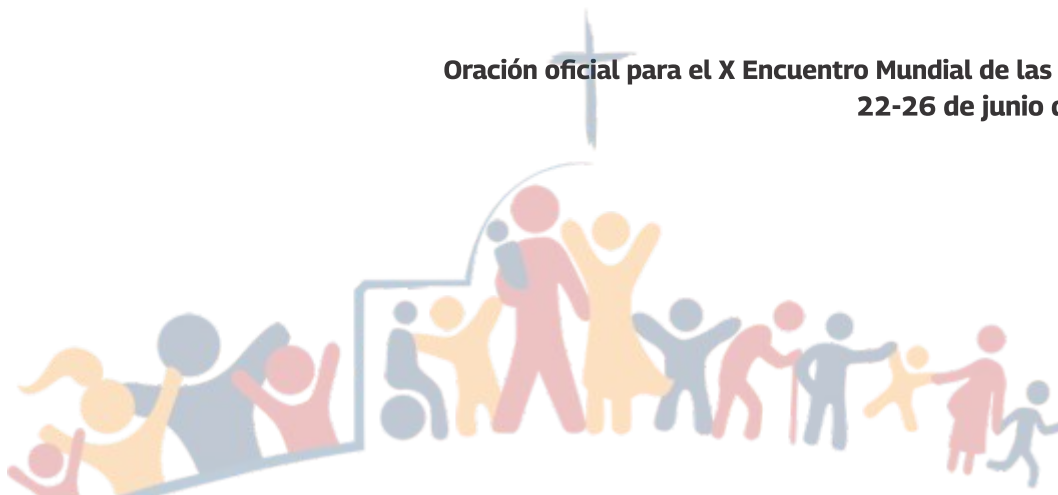 Oración oficial para el X Encuentro Mundial de las
22-26 de junio